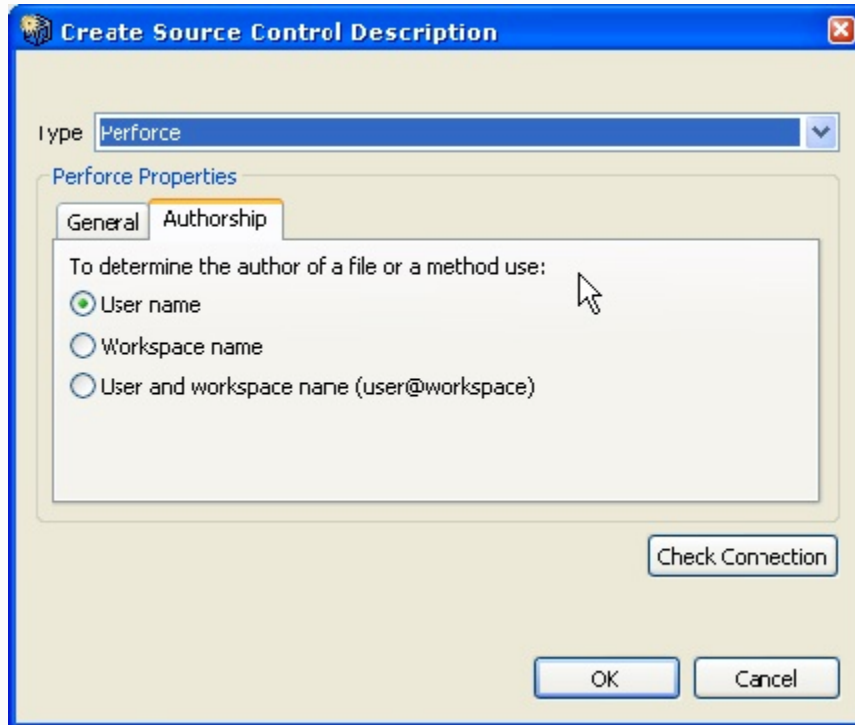 Create Source Control Description
Type Perforce
Perforce Properties
General Authorship
To determine the author of a file or a method use:
User name
Workspace name
User and workspace name (user@workspace)
Check Connection
OK Cancel